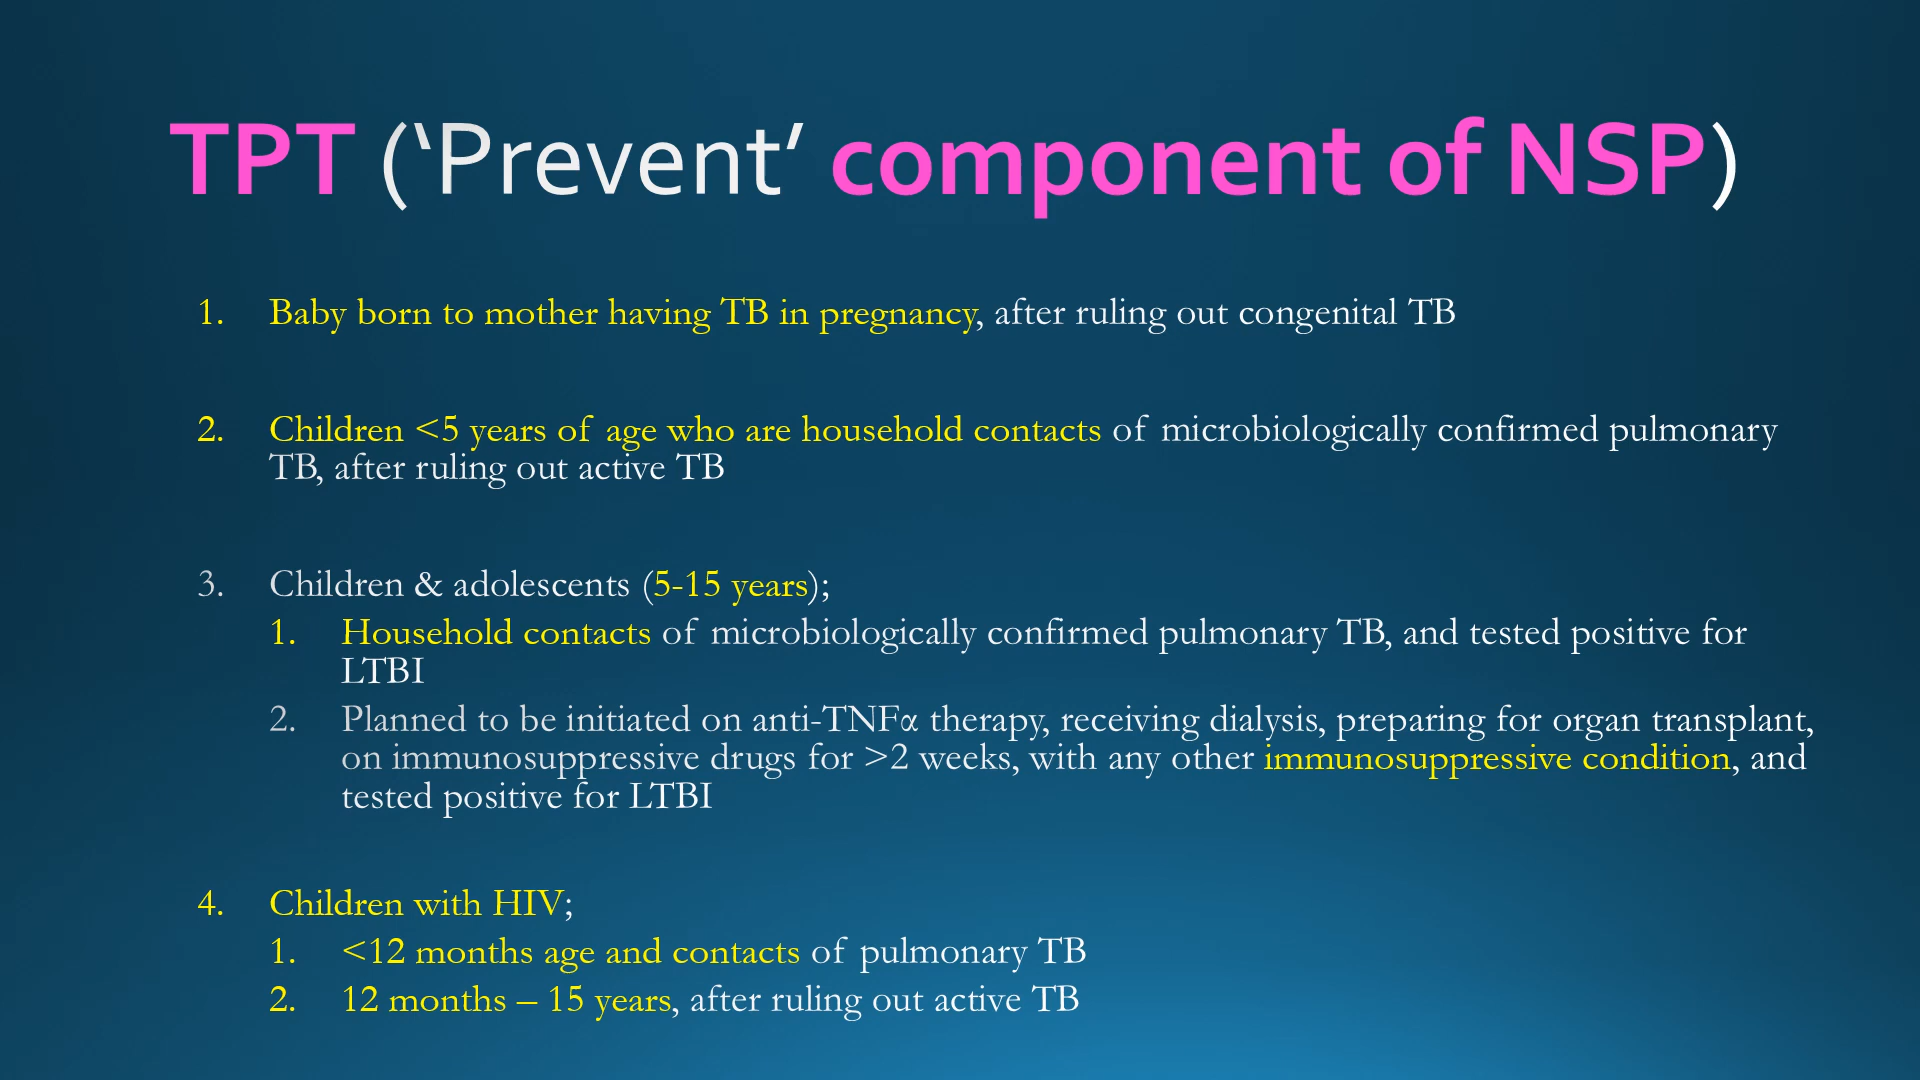 TPT (‘Prevent’ component of NSP)
1. Baby born to mother having TB in pregnancy, after ruling out congenital TB
2. Children <5 years of age who are household contacts of microbiologically confirmed pulmonary
TB, after ruling out active TB
3. Children & adolescents (5-15 years);
1. Household contacts of microbiologically confirmed pulmonary TB, and tested positive for
LTBI
2. Planned to be initiated on anti-TNFα therapy, receiving dialysis, preparing for organ transplant,
on immunosuppressive drugs for >2 weeks, with any other immunosuppressive condition, and
tested positive for LTBI
4. Children with HIV;
1. <12 months age and contacts of pulmonary TB
2. 12 months – 15 years, after ruling out active TB